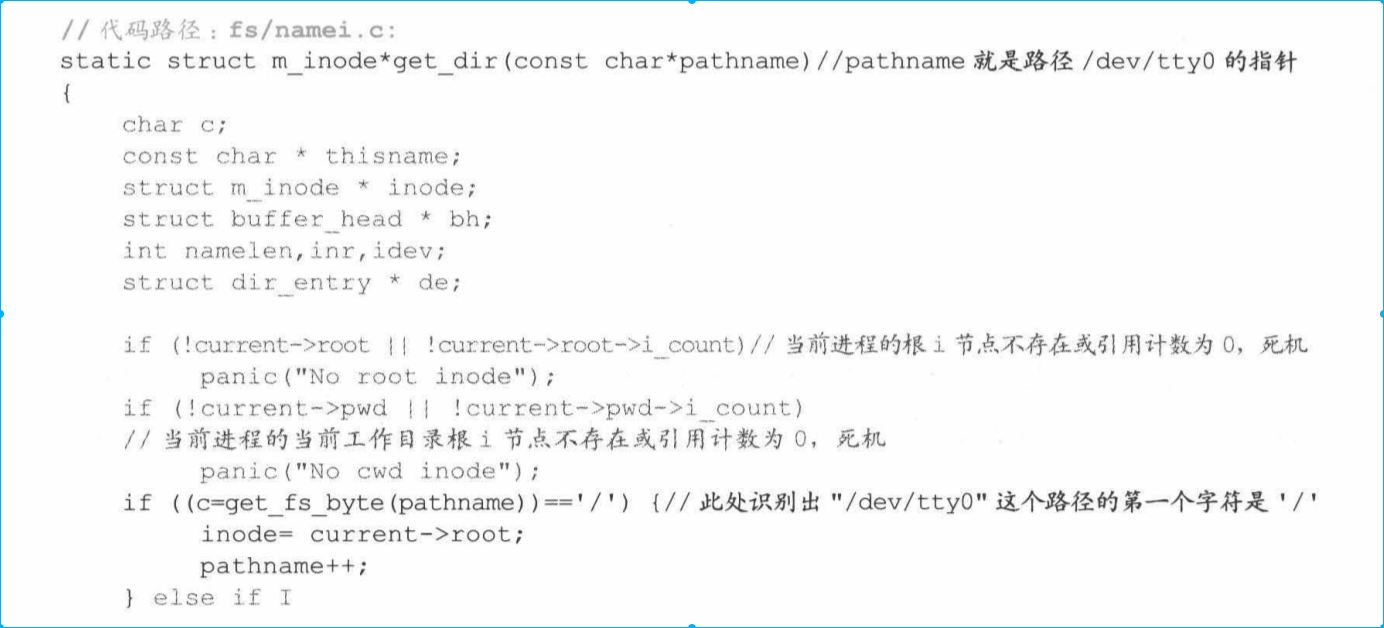 // 代码路径：fs/namei.c:
static struct m_inode*get_dir(const char*pathname)//pathname 就是路径 /dev/tty0 的指针
{
char c;
const char * thisname;
struct m_inode * inode;
struct buffer_head * bh;
int namelen,inr,idev;
struct dir_entry * de;
if (!current->root || !current->root->i_count)// 当前进程的根 i 节点不存在或引用计数为 0，死机
panic("No root inode");
if (!current->pwd || !current->pwd->i_count)
// 当前进程的当前工作目录根 i 节点不存在或引用计数为 0，死机
panic("No cwd inode");
if ((c=get_fs_byte(pathname))=='/') {// 此处识别出 "/dev/tty0" 这个路径的第一个字符是 '/'
inode= current->root;
pathname++;
} else if I